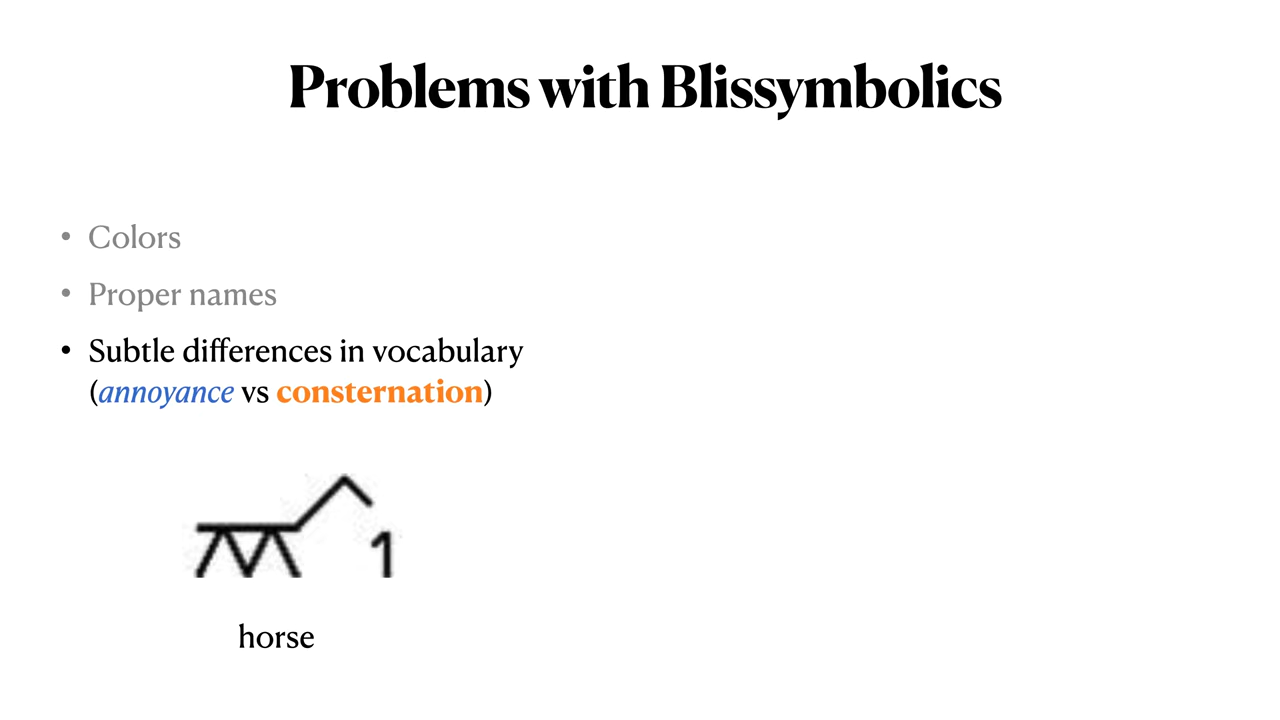 Problems with Blissymbolics
• Colors
• Proper names
• Subtle differences in vocabulary
(annoyance vs consternation)
1
horse